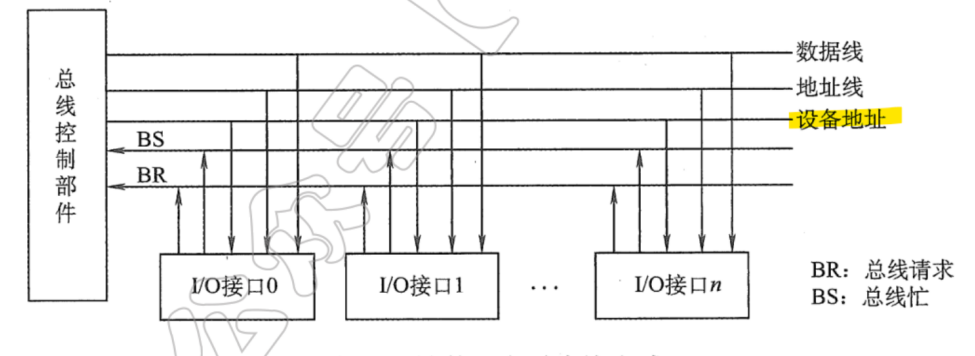 总线控制部件
数据线
地址线
设备地址
BS
BR
I/O接口0
I/O接口1
...
I/O接口n
BR：总线请求
BS：总线忙